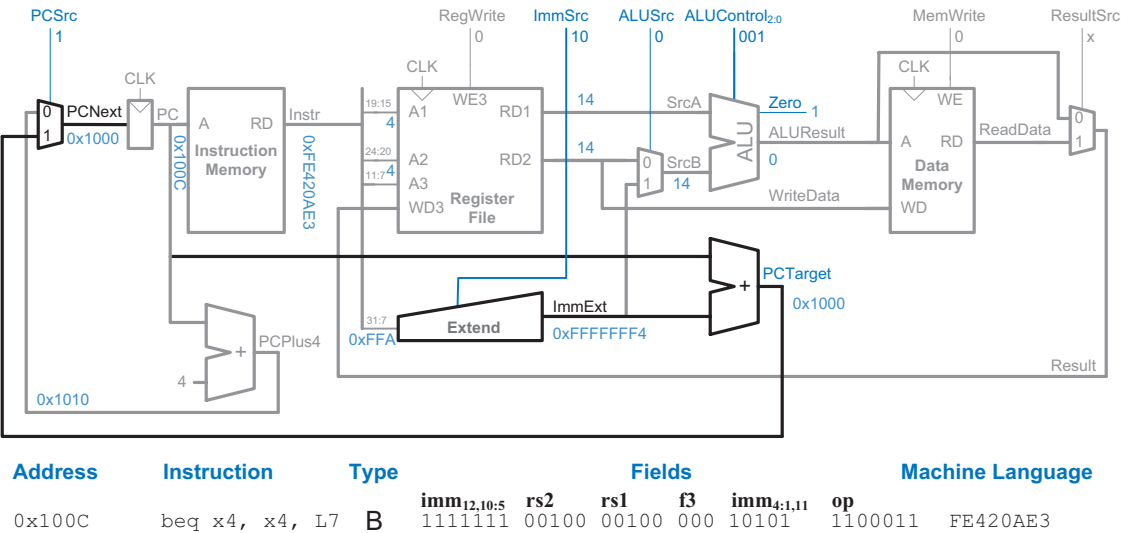 PCSrc RegWrite ImmSrc ALUSrc ALUControl2:0 MemWrite ResultSrc
1 0 10 0 001 0 x
CLK CLK CLK
0 PCNext PC A RD Instr 19:15 A1 WE3 RD1 14 SrcA Zero 1 WE 0
1 0x1000 4 ALU ALUResult A RD ReadData 1
Instruction Memory 24:20 A2 RD2 14 0 SrcB 0 Data Memory
0x100C 0xFE420AE3 11:7 4 A3 1 14
WD3 Register File WriteData WD
PCTarget
+ 0x1000
31:7 Extend ImmExt
0xFFA 0xFFFFFFF4
+ PCPlus4
4 Result
0x1010
Address Instruction Type Fields Machine Language
imm12,10:5 rs2 rs1 f3 imm4:1,11 op
0x100C beq x4, x4, L7 B 1111111 00100 00100 000 10101 1100011 FE420AE3